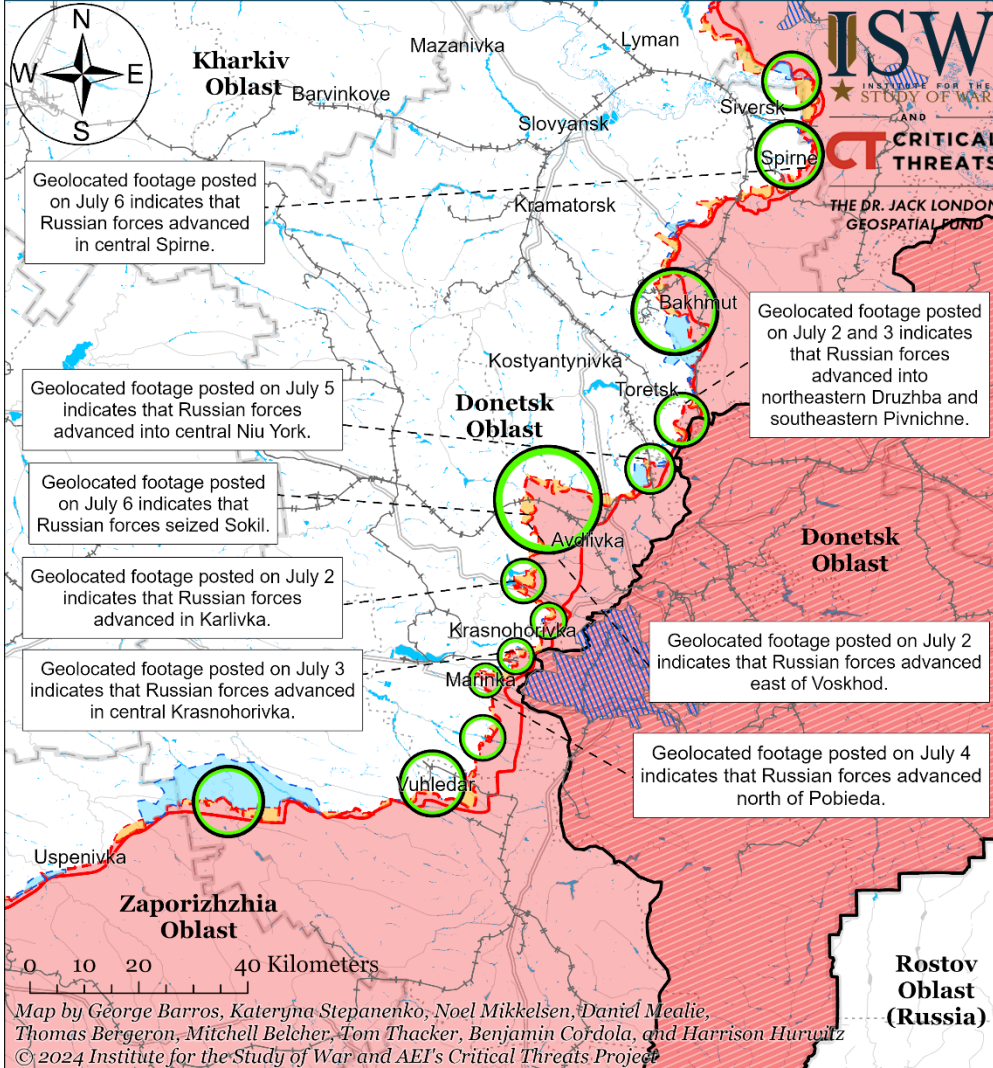 N
W
E
S
Kharkiv
Oblast
Mazanivka
Lyman
Barvinkove
Slovyansk
Siversk
ISW
INSTITUTE FOR THE
STUDY OF WAR
AND
CT CRITICAL
THREATS
THE DR. JACK LONDON
GEOSPATIAL FUND
Geolocated footage posted
on July 6 indicates that
Russian forces advanced
in central Spirne.
Spirne
Kramatorsk
Bakhmut
Geolocated footage posted
on July 2 and 3 indicates
that Russian forces
advanced into
northeastern Druzhba and
southeastern Pivnichne.
Kostyantynivka
Toretsk
Geolocated footage posted on July 5
indicates that Russian forces
advanced into central Niu York.
Donetsk
Oblast
Geolocated footage posted
on July 6 indicates that
Russian forces seized Sokil.
Avdiivka
Donetsk
Oblast
Geolocated footage posted on July 2
indicates that Russian forces
advanced in Karlivka.
Krasnohorivka
Geolocated footage posted on July 2
indicates that Russian forces advanced
east of Voskhod.
Geolocated footage posted on July 3
indicates that Russian forces advanced
in central Krasnohorivka.
Marinka
Geolocated footage posted on July 4
indicates that Russian forces advanced
north of Pobieda.
Vuhledar
Uspenivka
Zaporizhzhia
Oblast
0 10 20 40 Kilometers
Rostov
Oblast
(Russia)
Map by George Barros, Kateryna Stepanenko, Noel Mikkelsen, Daniel Mealie,
Thomas Bergeron, Mitchell Belcher, Tom Thacker, Benjamin Cordola, and Harrison Hurwitz
© 2024 Institute for the Study of War and AEI's Critical Threats Project